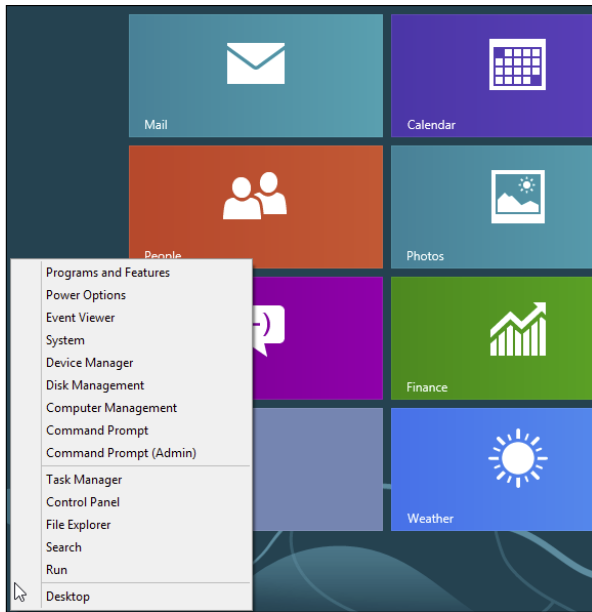 Mail
Calendar
People
Photos
Programs and Features
Power Options
Event Viewer
System
Device Manager
Disk Management
Computer Management
Command Prompt
Command Prompt (Admin)
Task Manager
Control Panel
File Explorer
Search
Run
Desktop
-)
Finance
Weather